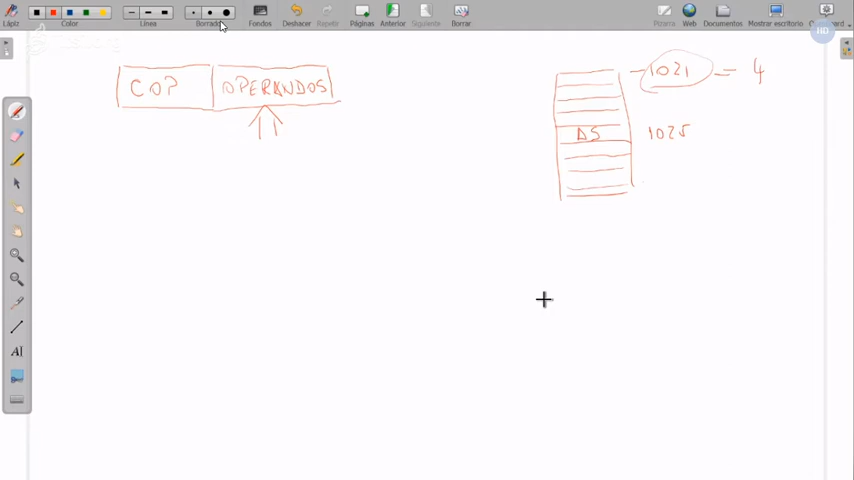 Lápiz Color Línea Borrador Fondos Deshacer Repetir Páginas Anterior Siguiente Borrar Pizarra Web Documentos Mostrar escritorio OpenBoard
COP OPERANDOS
1021 = 4
1025